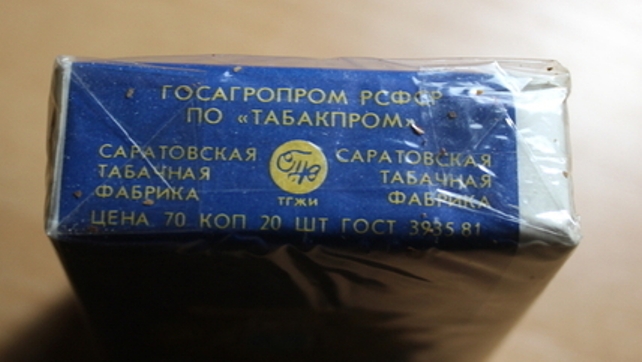 ГОСАГРОПРОМ РСФСР
ПО «ТАБАКПРОМ»
САРАТОВСКАЯ
ТАБАЧНАЯ
ФАБРИКА
ТГЖИ
САРАТОВСКАЯ
ТАБАЧНАЯ
ФАБРИКА
ЦЕНА 70 КОП 20 ШТ ГОСТ 3935 81